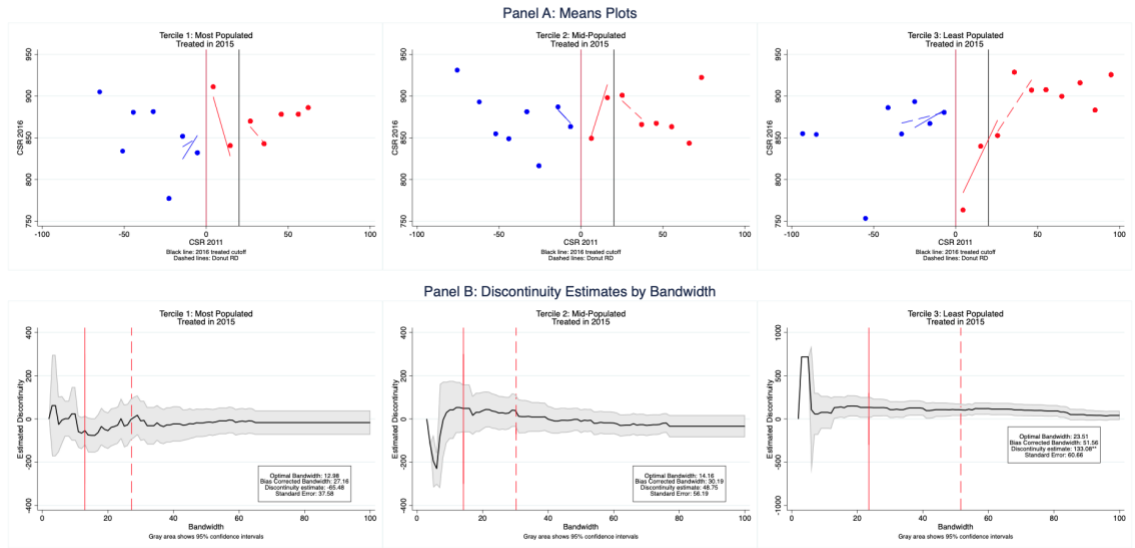 Panel A: Means Plots
Tercile 1: Most Populated
Treated in 2015
CSR 2016
950
900
850
800
750
-100
-50
0
50
100
CSR 2011
Black line: 2016 treated cutoff
Dashed lines: Donut RD
Tercile 2: Mid-Populated
Treated in 2015
CSR 2016
950
900
850
800
750
-100
-50
0
50
100
CSR 2011
Black line: 2016 treated cutoff
Dashed lines: Donut RD
Tercile 3: Least Populated
Treated in 2015
CSR 2016
950
900
850
800
750
-100
-50
0
50
100
CSR 2011
Black line: 2016 treated cutoff
Dashed lines: Donut RD
Panel B: Discontinuity Estimates by Bandwidth
Tercile 1: Most Populated
Treated in 2015
Estimated Discontinuity
400
200
0
-200
-400
Optimal Bandwidth: 12.98
Bias Corrected Bandwidth: 27.16
Discontinuity estimate: -65.48
Standard Error: 37.58
0
20
40
60
80
100
Bandwidth
Gray area shows 95% confidence intervals
Tercile 2: Mid-Populated
Treated in 2015
Estimated Discontinuity
400
200
0
-200
-400
Optimal Bandwidth: 14.16
Bias Corrected Bandwidth: 30.19
Discontinuity estimate: 48.75
Standard Error: 56.19
0
20
40
60
80
100
Bandwidth
Gray area shows 95% confidence intervals
Tercile 3: Least Populated
Treated in 2015
Estimated Discontinuity
1000
500
0
-500
-1000
Optimal Bandwidth: 23.51
Bias Corrected Bandwidth: 51.56
Discontinuity estimate: 133.08**
Standard Error: 60.66
0
20
40
60
80
100
Bandwidth
Gray area shows 95% confidence intervals